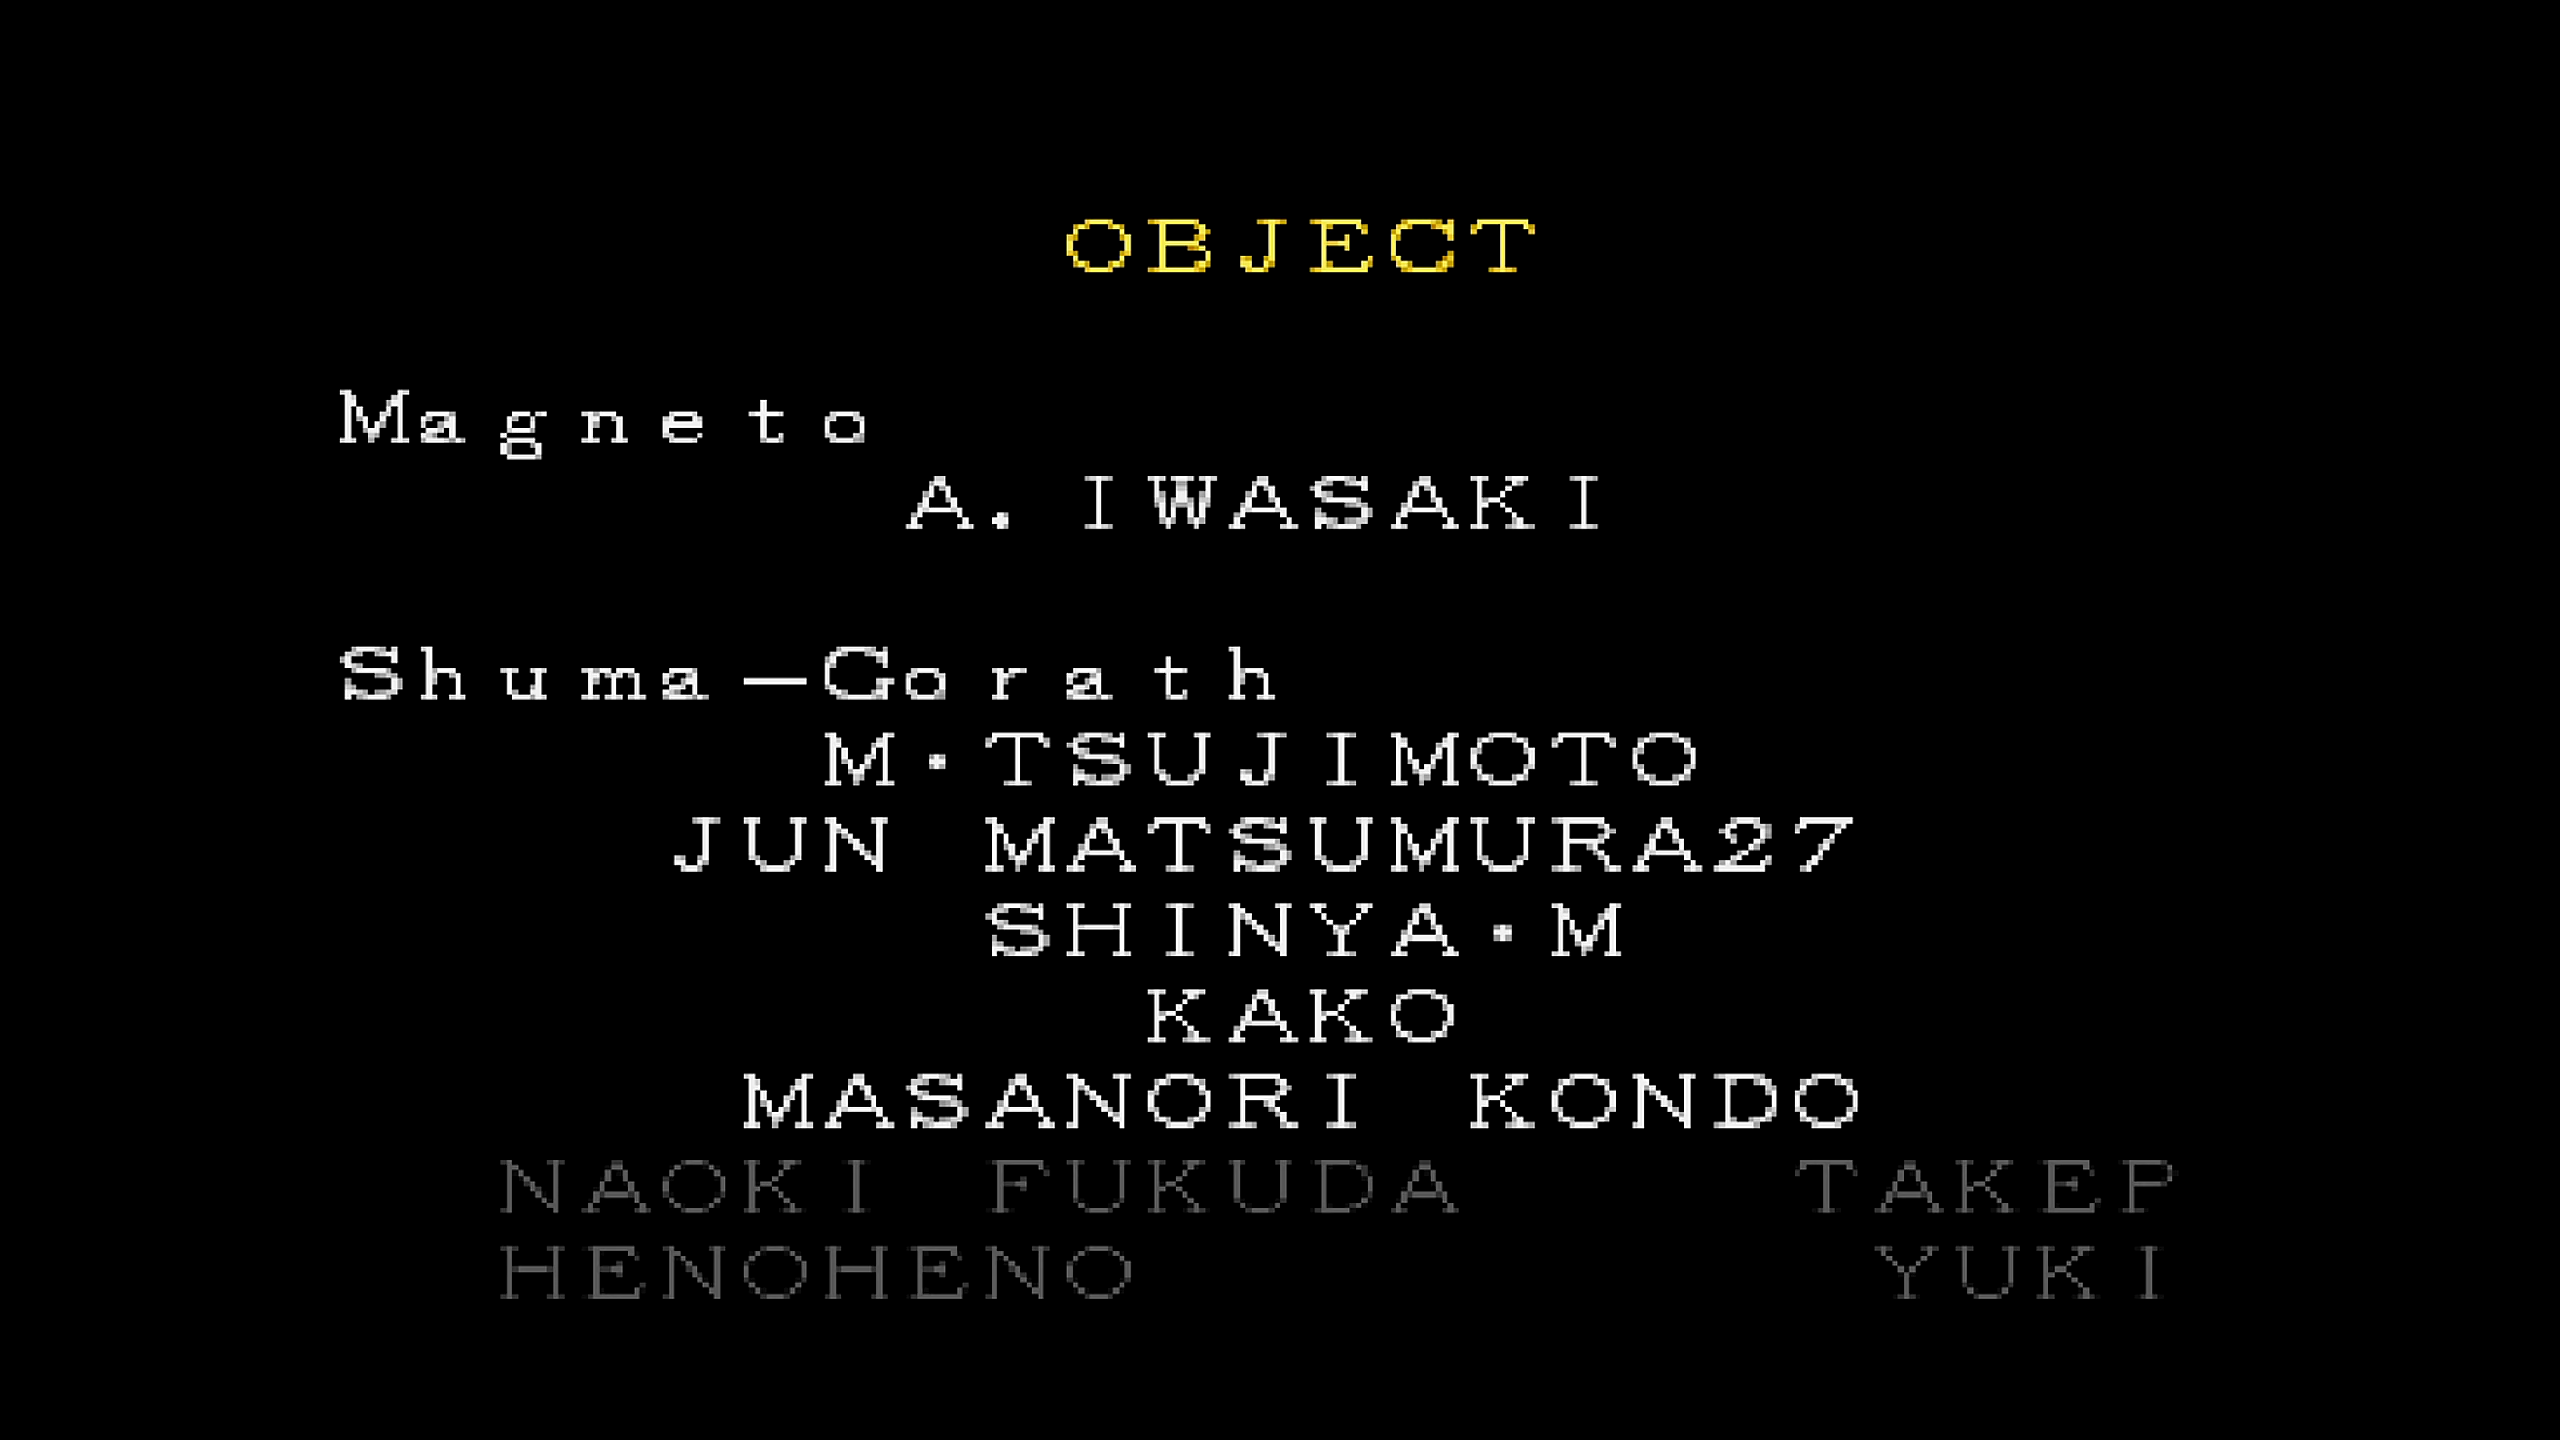 OBJECT
Magneto
A. IWASAKI
Shuma-Gorath
M·TSUJIMOTO
JUN MATSUMURA27
SHINYA·M
KAKO
MASANORI KONDO
NAOKI FUKUDA TAKEP
HENOHENO YUKI